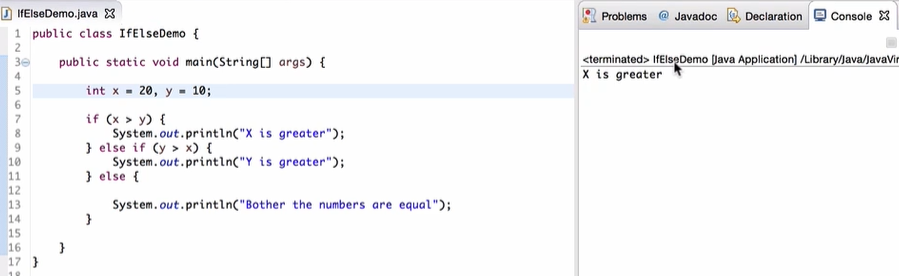 IfElseDemo.java
1 public class IfElseDemo {
2
3 public static void main(String[] args) {
4
5 int x = 20, y = 10;
6
7 if (x > y) {
8 System.out.println("X is greater");
9 } else if (y > x) {
10 System.out.println("Y is greater");
11 } else {
12
13 System.out.println("Bother the numbers are equal");
14 }
15
16 }
17 }
18
Problems @ Javadoc Declaration Console
<terminated> IfElseDemo [Java Application] /Library/Java/JavaVir
X is greater